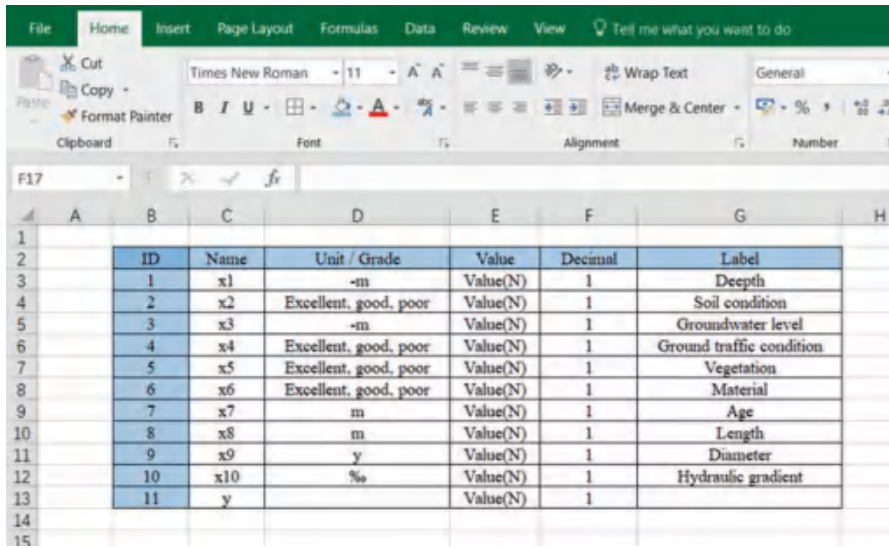 File Home Insert Page Layout Formulas Data Review View Tell me what you want to do
Cut
Copy
Paste
Format Painter
Clipboard
Times New Roman 11 A A
B I U A
Font
Wrap Text
Merge & Center
Alignment
General
% ,
Number
F17 fx
A B C D E F G H
1
2 ID Name Unit / Grade Value Decimal Label
3 1 x1 -m Value(N) 1 Deepth
4 2 x2 Excellent, good, poor Value(N) 1 Soil condition
5 3 x3 -m Value(N) 1 Groundwater level
6 4 x4 Excellent, good, poor Value(N) 1 Ground traffic condition
7 5 x5 Excellent, good, poor Value(N) 1 Vegetation
8 6 x6 Excellent, good, poor Value(N) 1 Material
9 7 x7 m Value(N) 1 Age
10 8 x8 m Value(N) 1 Length
11 9 x9 y Value(N) 1 Diameter
12 10 x10 ‰ Value(N) 1 Hydraulic gradient
13 11 y Value(N) 1
14
15